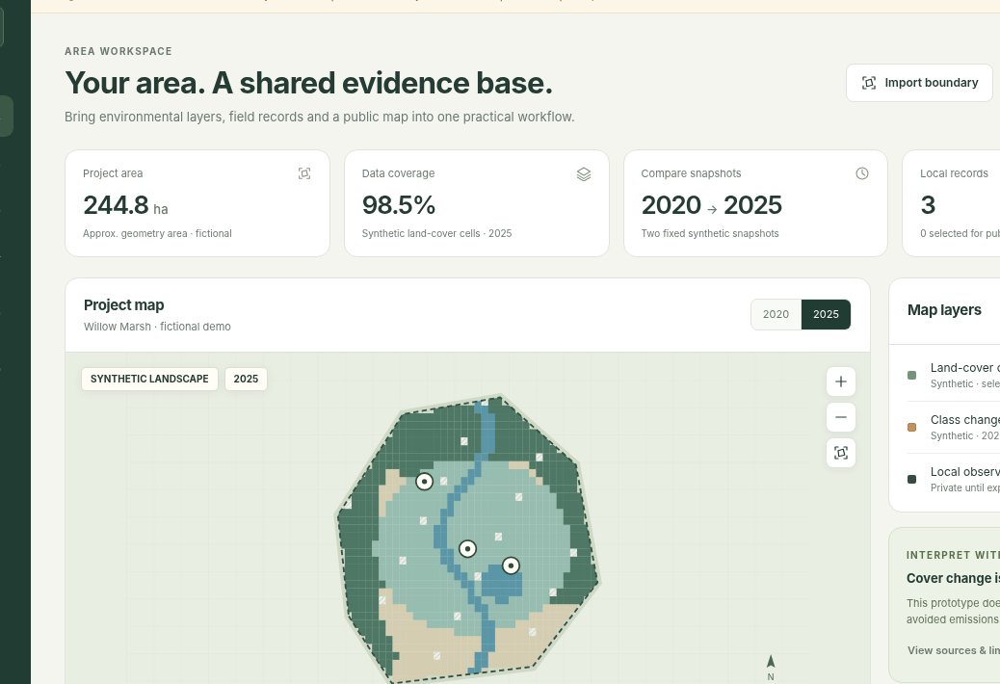 AREA WORKSPACE
Your area. A shared evidence base.
Import boundary
Bring environmental layers, field records and a public map into one practical workflow.
Project area
244.8 ha
Approx. geometry area · fictional
Data coverage
98.5%
Synthetic land-cover cells · 2025
Compare snapshots
2020 → 2025
Two fixed synthetic snapshots
Local records
3
0 selected for pub
Project map
Willow Marsh · fictional demo
2020
2025
SYNTHETIC LANDSCAPE
2025
N
Map layers
Land-cover
Synthetic · sele
Class change
Synthetic · 202
Local observ
Private until exp
INTERPRET WITH
Cover change is
This prototype doe
avoided emissions
View sources & lim